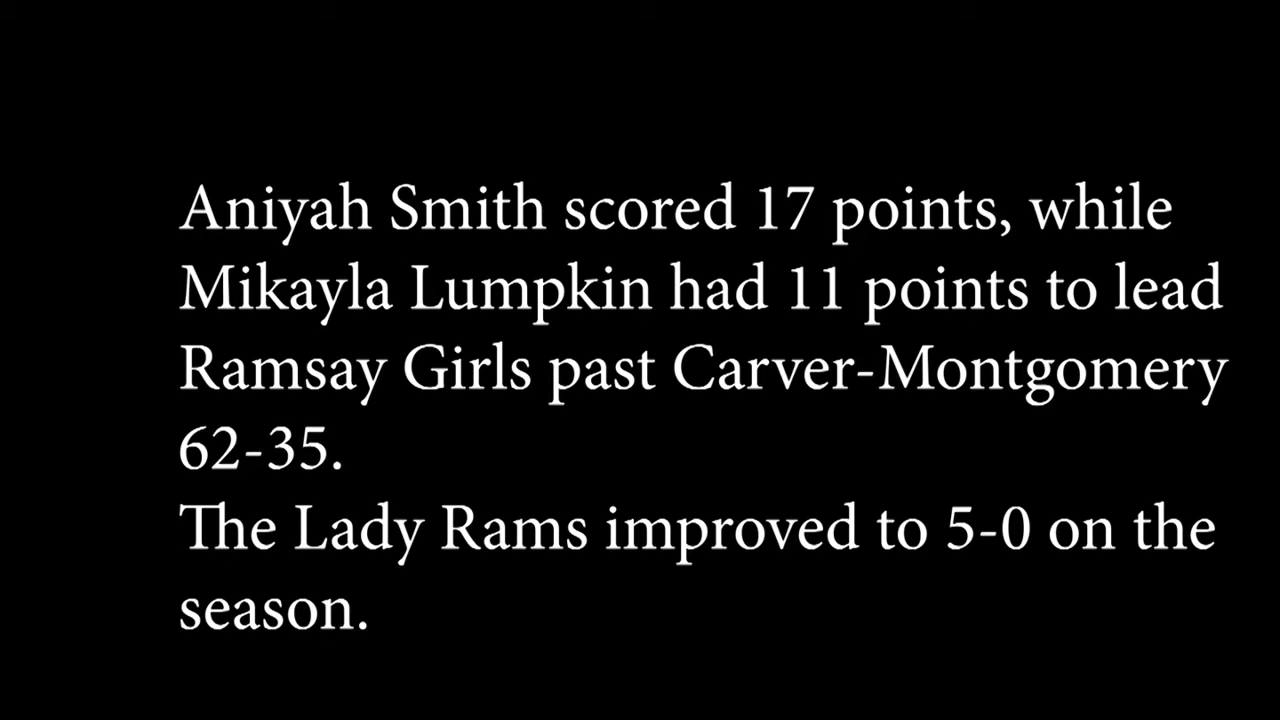 Aniyah Smith scored 17 points, while
Mikayla Lumpkin had 11 points to lead
Ramsay Girls past Carver-Montgomery
62-35.
The Lady Rams improved to 5-0 on the
season.